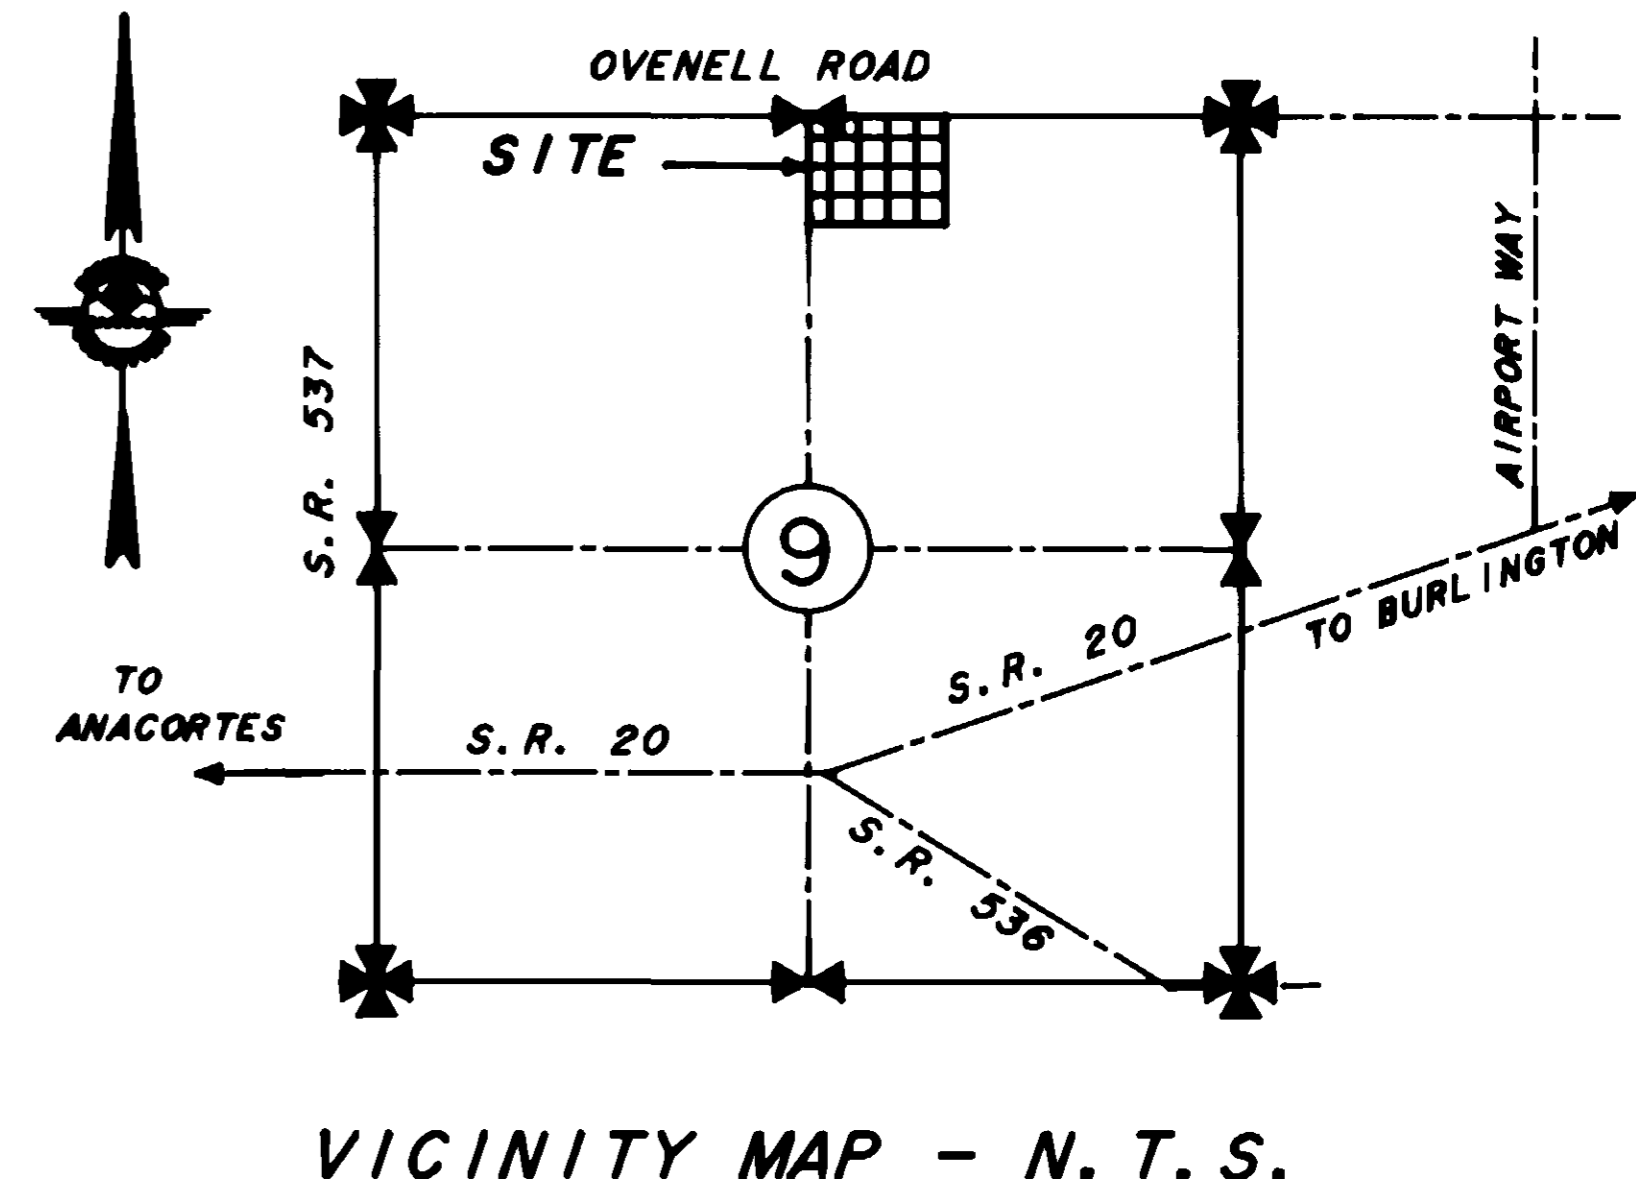 OVENELL ROAD
SITE
AIRPORT WAY
S.R. 537
9
TO BURLINGTON
S.R. 20
TO
ANACORTES
S.R. 20
S.R. 536
VICINITY MAP - N.T.S.